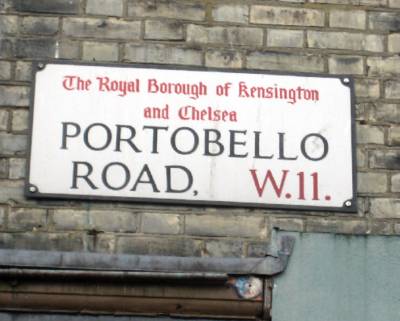 The Royal Borough of Kensington
and Chelsea
PORTOBELLO
ROAD, W.11.